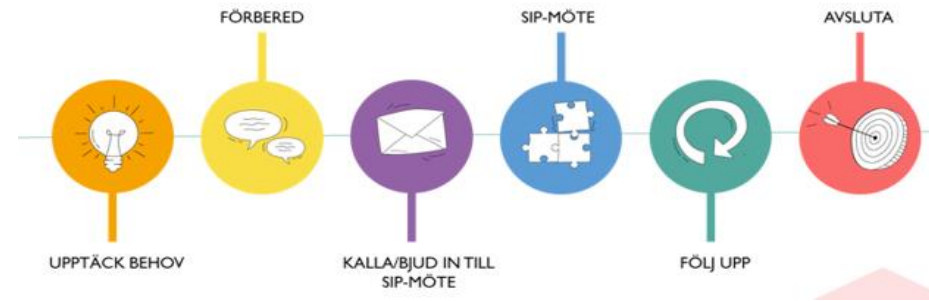 FÖRBERED
SIP-MÖTE
AVSLUTA
UPPTÄCK BEHOV
KALLA/BJUD IN TILL
SIP-MÖTE
FÖLJ UPP